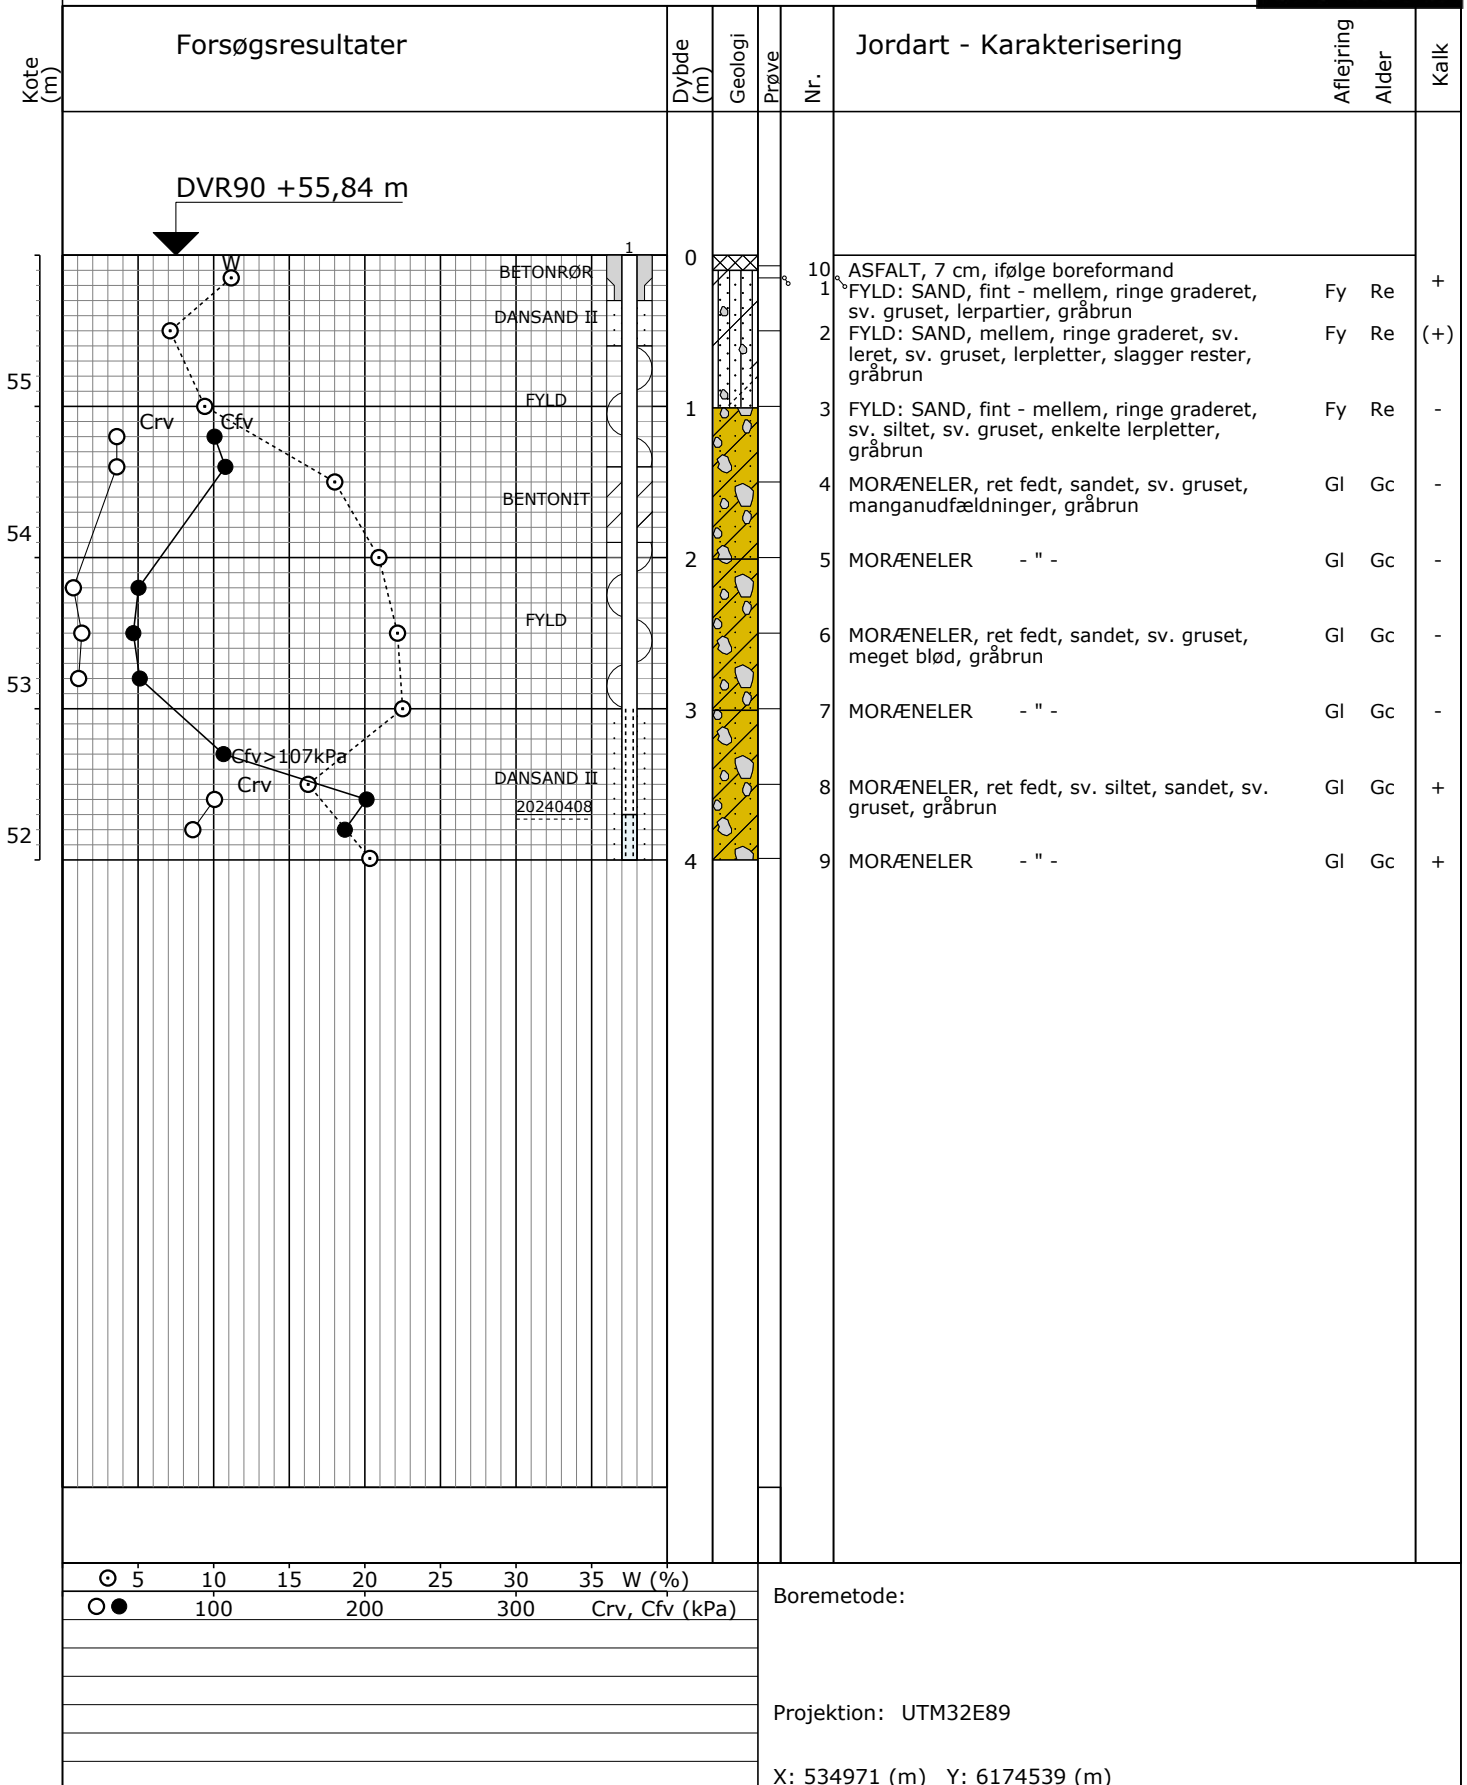 Forsøgsresultater
Jordart - Karakterisering
Kote (m)
Dybde (m)
Geologi
Prøve
Nr.
Aflejring
Alder
Kalk
DVR90 +55,84 m
1
W
BETONRØR
0
10 ASFALT, 7 cm, ifølge boreformand
+
1 FYLD: SAND, fint - mellem, ringe graderet, Fy Re
sv. gruset, lerpartier, gråbrun
DANSAND II
2 FYLD: SAND, mellem, ringe graderet, sv. Fy Re (+)
leret, sv. gruset, lerpletter, slagger rester,
gråbrun
55
FYLD
1
3 FYLD: SAND, fint - mellem, ringe graderet, Fy Re -
sv. siltet, sv. gruset, enkelte lerpletter,
gråbrun
Crv
Cfv
4 MORÆNELER, ret fedt, sandet, sv. gruset, Gl Gc -
manganudfældninger, gråbrun
BENTONIT
54
2
5 MORÆNELER - " - Gl Gc -
FYLD
6 MORÆNELER, ret fedt, sandet, sv. gruset, Gl Gc -
meget blød, gråbrun
53
3
7 MORÆNELER - " - Gl Gc -
Cfv>107kPa
Crv
DANSAND II
8 MORÆNELER, ret fedt, sv. siltet, sandet, sv. Gl Gc +
gruset, gråbrun
20240408
52
4
9 MORÆNELER - " - Gl Gc +
5 10 15 20 25 30 35 W (%)
100 200 300 Crv, Cfv (kPa)
Boremetode:
Projektion: UTM32E89
X: 534971 (m) Y: 6174539 (m)